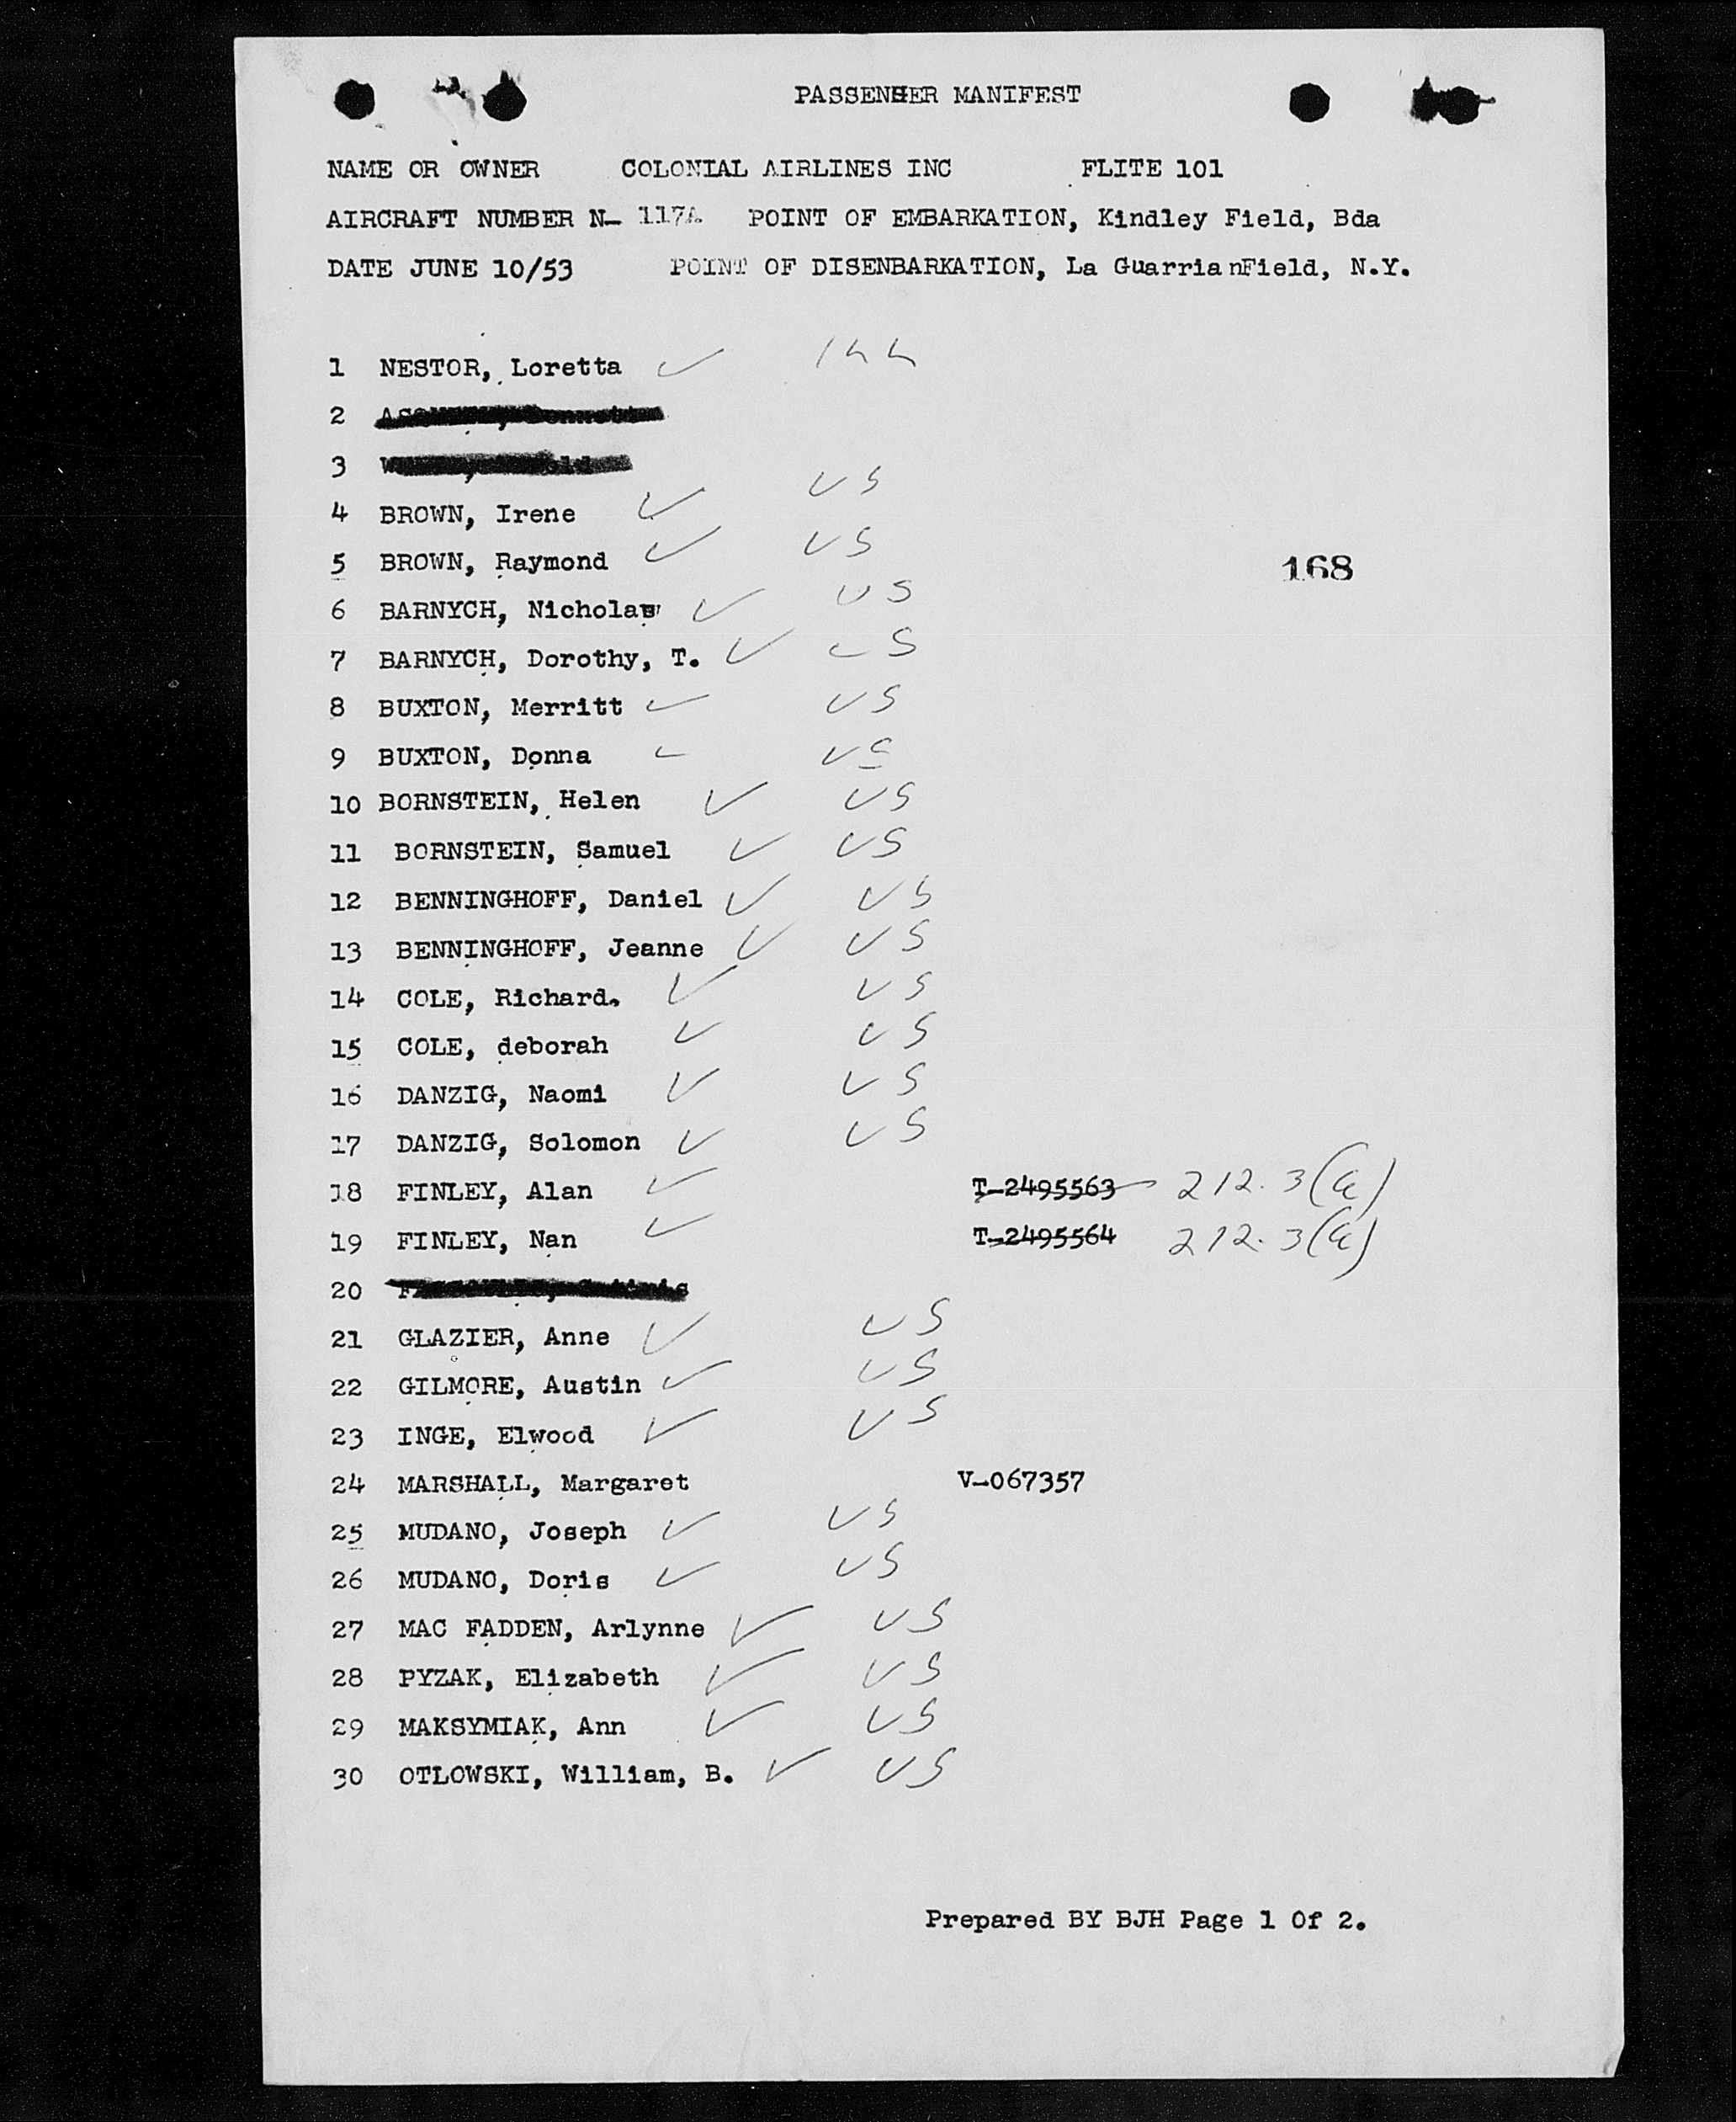 PASSENHER MANIFEST
NAME OR OWNER COLONIAL AIRLINES INC FLITE 101
AIRCRAFT NUMBER N- 117A POINT OF EMBARKATION, Kindley Field, Bda
DATE JUNE 10/53 POINT OF DISENBARKATION, La GuarrianField, N.Y.
1 NESTOR, Loretta ✓
2
3
4 BROWN, Irene ✓ US
5 BROWN, Raymond ✓ US
168
6 BARNYCH, Nicholas ✓ US
7 BARNYCH, Dorothy, T. ✓ US
8 BUXTON, Merritt ✓ US
9 BUXTON, Donna ✓ US
10 BORNSTEIN, Helen ✓ US
11 BORNSTEIN, Samuel ✓ US
12 BENNINGHOFF, Daniel ✓ US
13 BENNINGHOFF, Jeanne ✓ US
14 COLE, Richard. ✓ US
15 COLE, deborah ✓ US
16 DANZIG, Naomi ✓ US
17 DANZIG, Solomon ✓ US
18 FINLEY, Alan ✓ T-2495563 212.3(a)
19 FINLEY, Nan ✓ T-2495564 212.3(a)
20
21 GLAZIER, Anne ✓ US
22 GILMORE, Austin ✓ US
23 INGE, Elwood ✓ US
24 MARSHALL, Margaret V-067357
25 MUDANO, Joseph ✓ US
26 MUDANO, Doris ✓ US
27 MAC FADDEN, Arlynne ✓ US
28 PYZAK, Elizabeth ✓ US
29 MAKSYMIAK, Ann ✓ US
30 OTLOWSKI, William, B. ✓ US
Prepared BY BJH Page 1 Of 2.